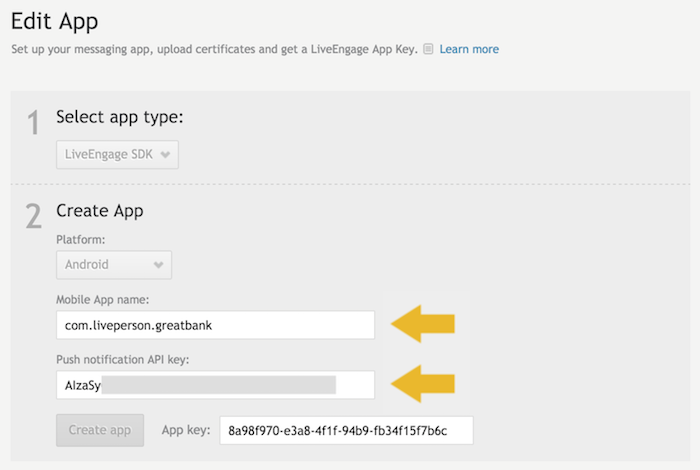 Edit App
Set up your messaging app, upload certificates and get a LiveEngage App Key. Learn more
1 Select app type:
LiveEngage SDK
2 Create App
Platform:
Android
Mobile App name:
com.liveperson.greatbank
Push notification API key:
AIzaSy
Create app App key: 8a98f970-e3a8-4f1f-94b9-fb34f15f7b6c